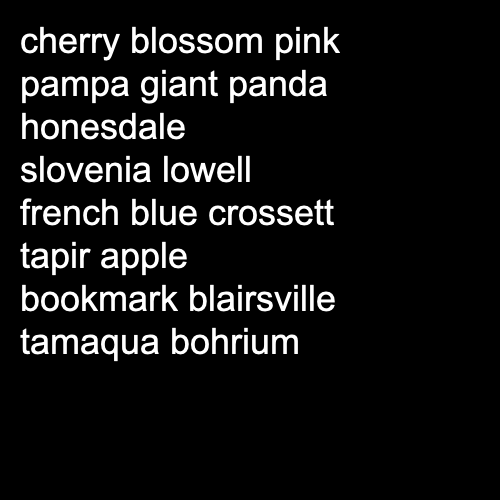 cherry blossom pink
pampa giant panda
honesdale
slovenia lowell
french blue crossett
tapir apple
bookmark blairsville
tamaqua bohrium